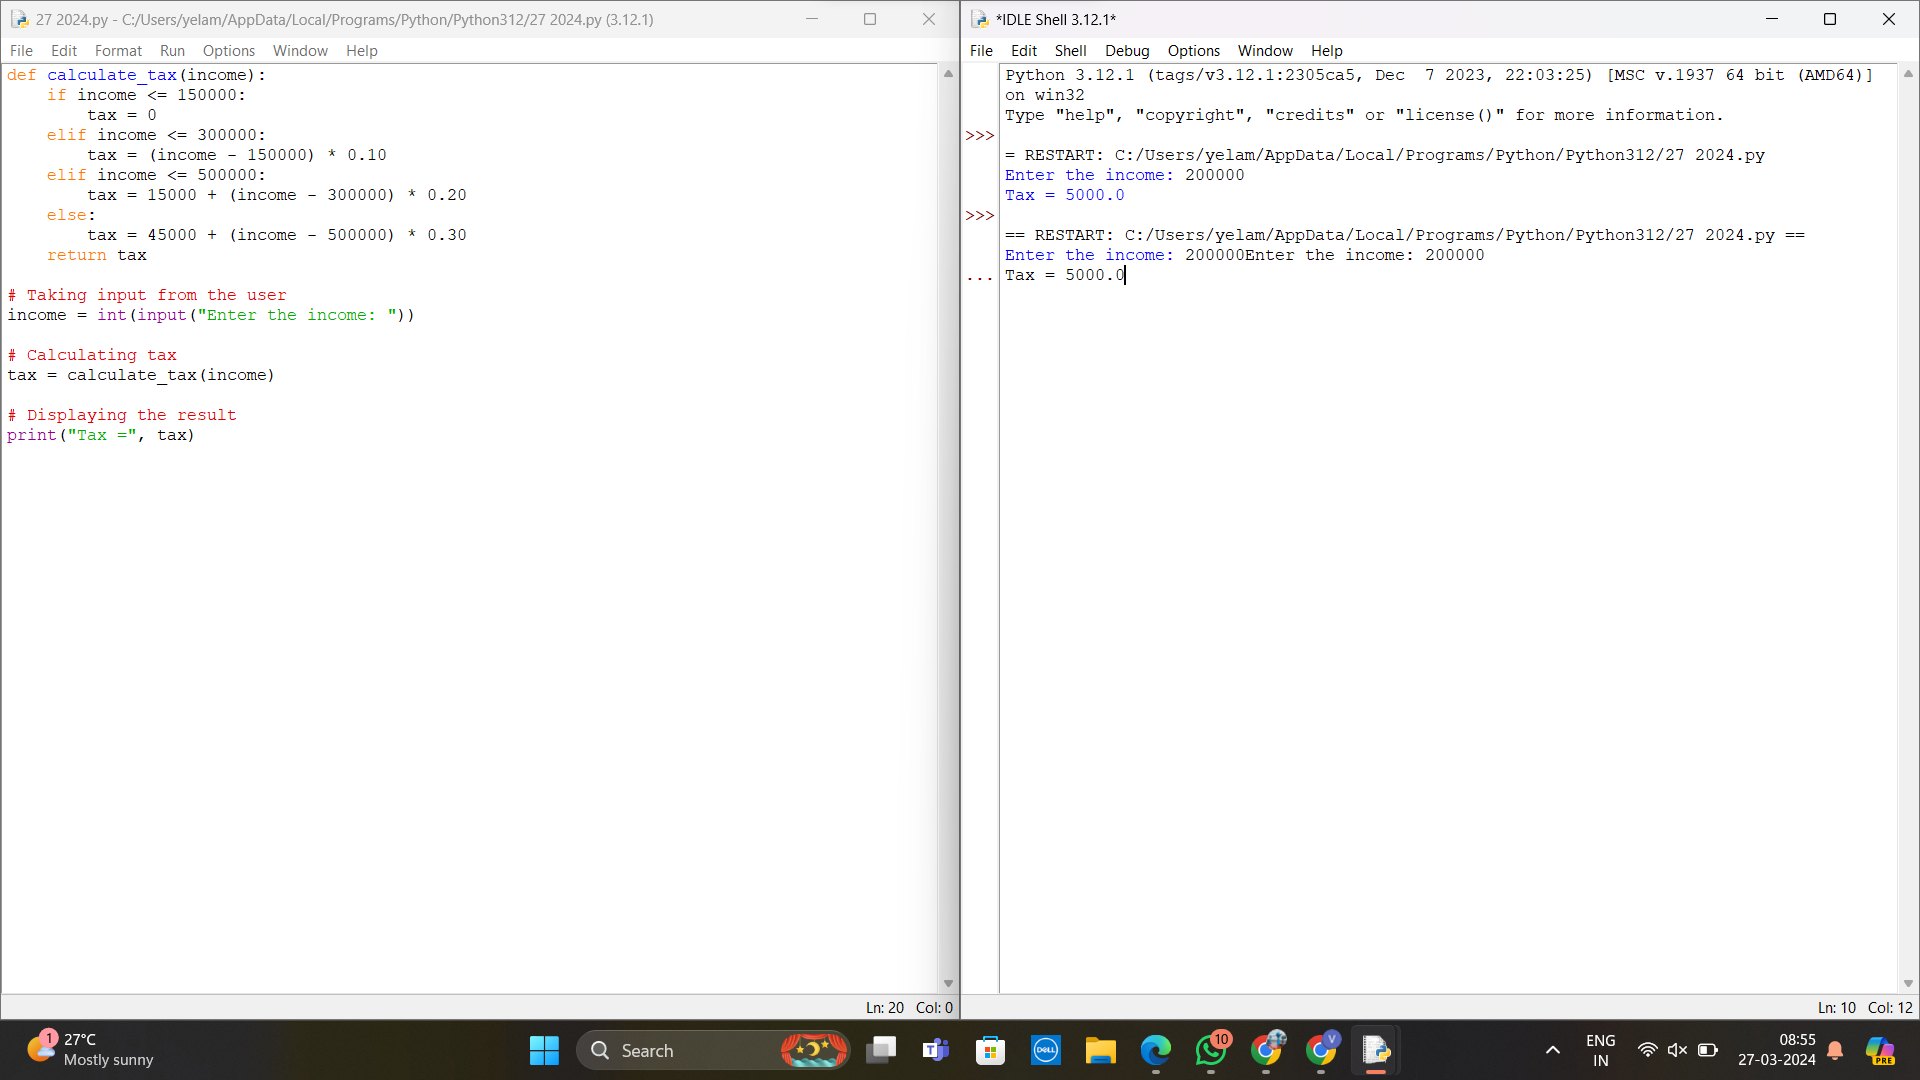 27 2024.py - C:/Users/yelam/AppData/Local/Programs/Python/Python312/27 2024.py (3.12.1)
File Edit Format Run Options Window Help
def calculate_tax(income):
    if income <= 150000:
        tax = 0
    elif income <= 300000:
        tax = (income - 150000) * 0.10
    elif income <= 500000:
        tax = 15000 + (income - 300000) * 0.20
    else:
        tax = 45000 + (income - 500000) * 0.30
    return tax
# Taking input from the user
income = int(input("Enter the income: "))
# Calculating tax
tax = calculate_tax(income)
# Displaying the result
print("Tax =", tax)
Ln: 20 Col: 0
*IDLE Shell 3.12.1*
File Edit Shell Debug Options Window Help
Python 3.12.1 (tags/v3.12.1:2305ca5, Dec  7 2023, 22:03:25) [MSC v.1937 64 bit (AMD64)]
on win32
Type "help", "copyright", "credits" or "license()" for more information.
>>>
= RESTART: C:/Users/yelam/AppData/Local/Programs/Python/Python312/27 2024.py
Enter the income: 200000
Tax = 5000.0
>>>
== RESTART: C:/Users/yelam/AppData/Local/Programs/Python/Python312/27 2024.py ==
Enter the income: 200000Enter the income: 200000
... Tax = 5000.0
Ln: 10 Col: 12
1
27°C
Mostly sunny
Search
T
DELL
10
V
ENG
IN
08:55
27-03-2024
PRE